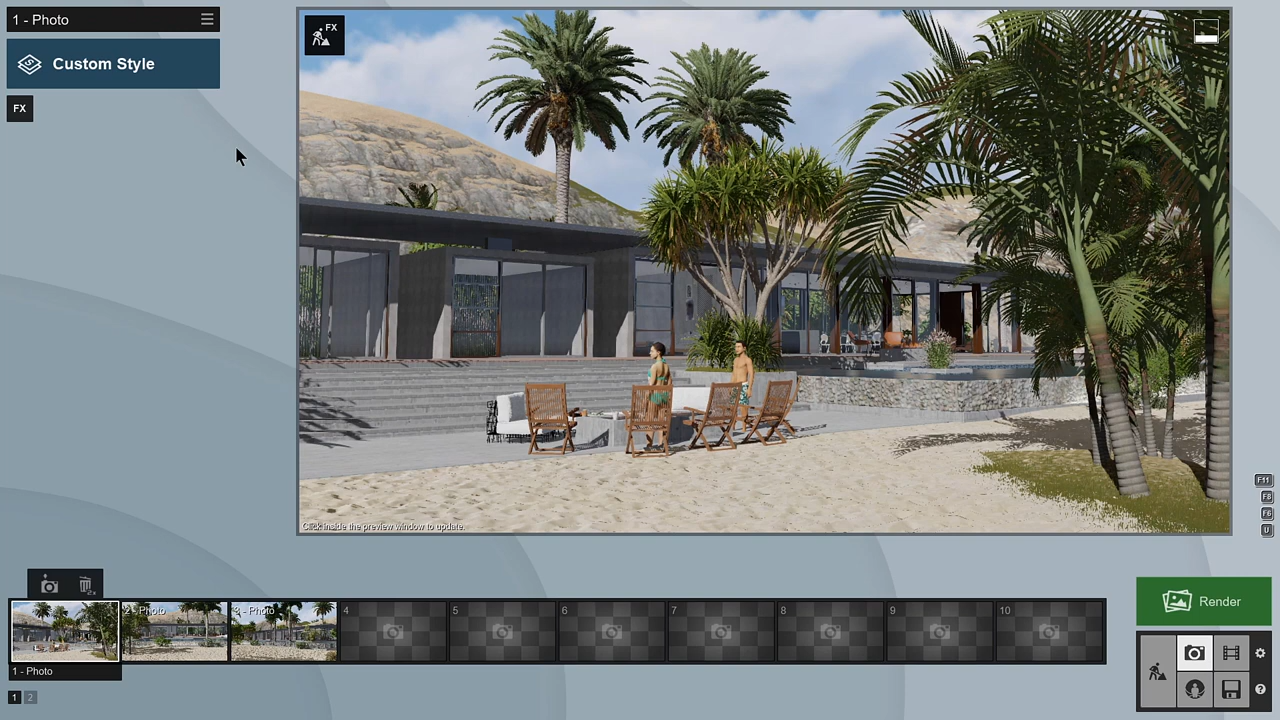 1 - Photo
Custom Style
FX
FX
Click inside the preview window to update.
F11
F8
F6
U
2 - Photo
3 - Photo
4
5
6
7
8
9
10
1 - Photo
1 2
Render
?